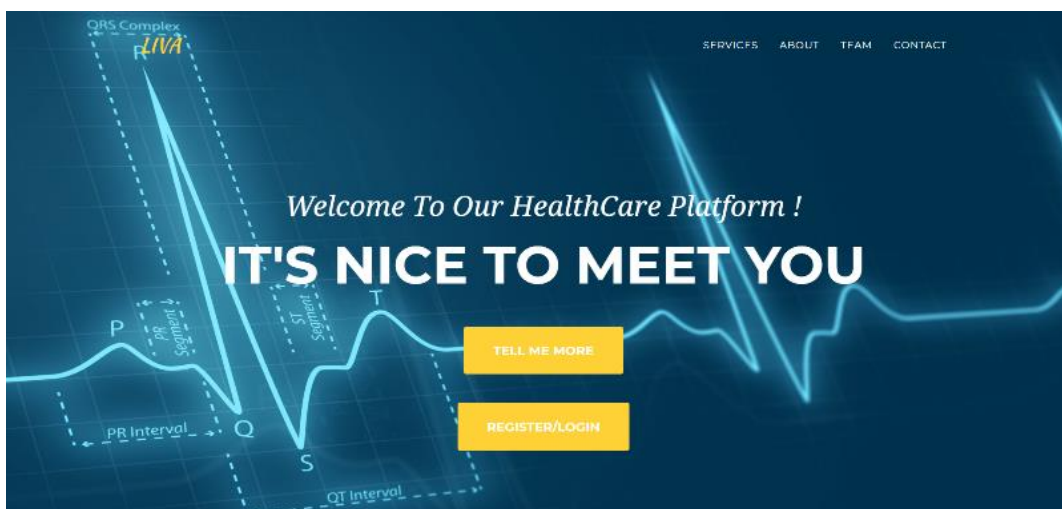 QRS Complex
LIVA
R
SERVICES ABOUT TEAM CONTACT
Welcome To Our HealthCare Platform !
IT'S NICE TO MEET YOU
T
P
PR
Segment
ST
Segment
TELL ME MORE
PR Interval
Q
REGISTER/LOGIN
S
QT Interval